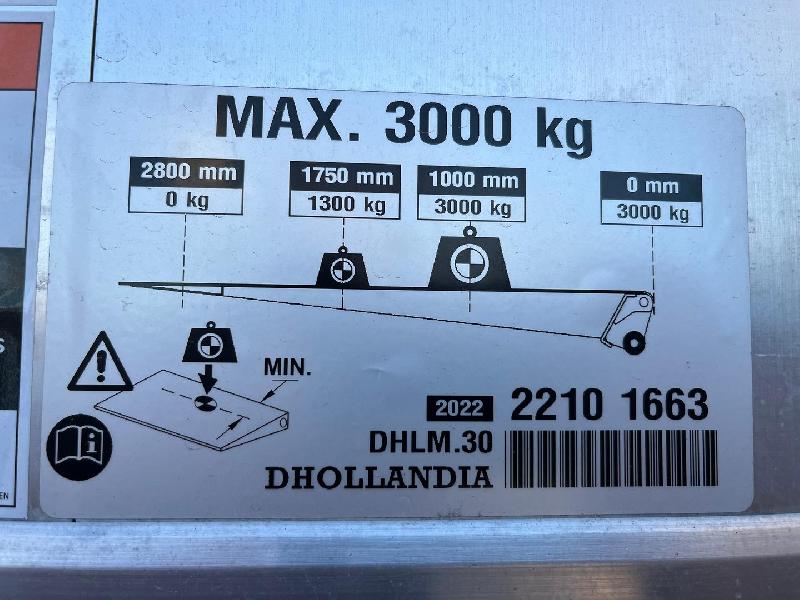 MAX. 3000 kg
2800 mm 1750 mm 1000 mm 0 mm
0 kg 1300 kg 3000 kg 3000 kg
MIN.
2022 2210 1663
DHLM.30
DHOLLANDIA
S
EN